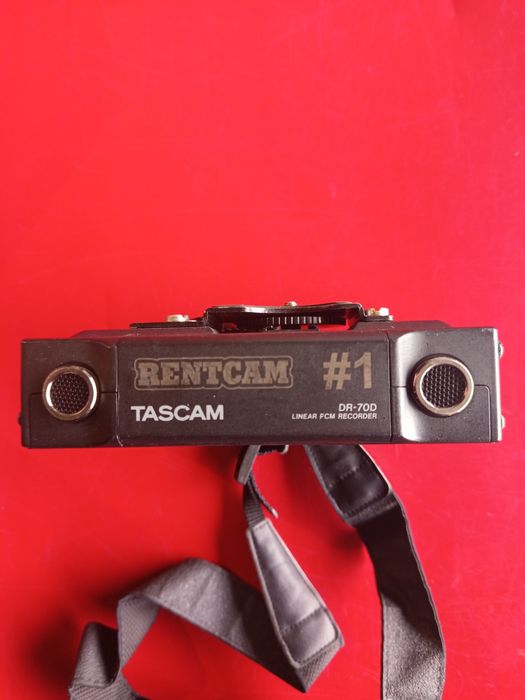 RENTCAM #1
TASCAM
DR-70D
LINEAR PCM RECORDER